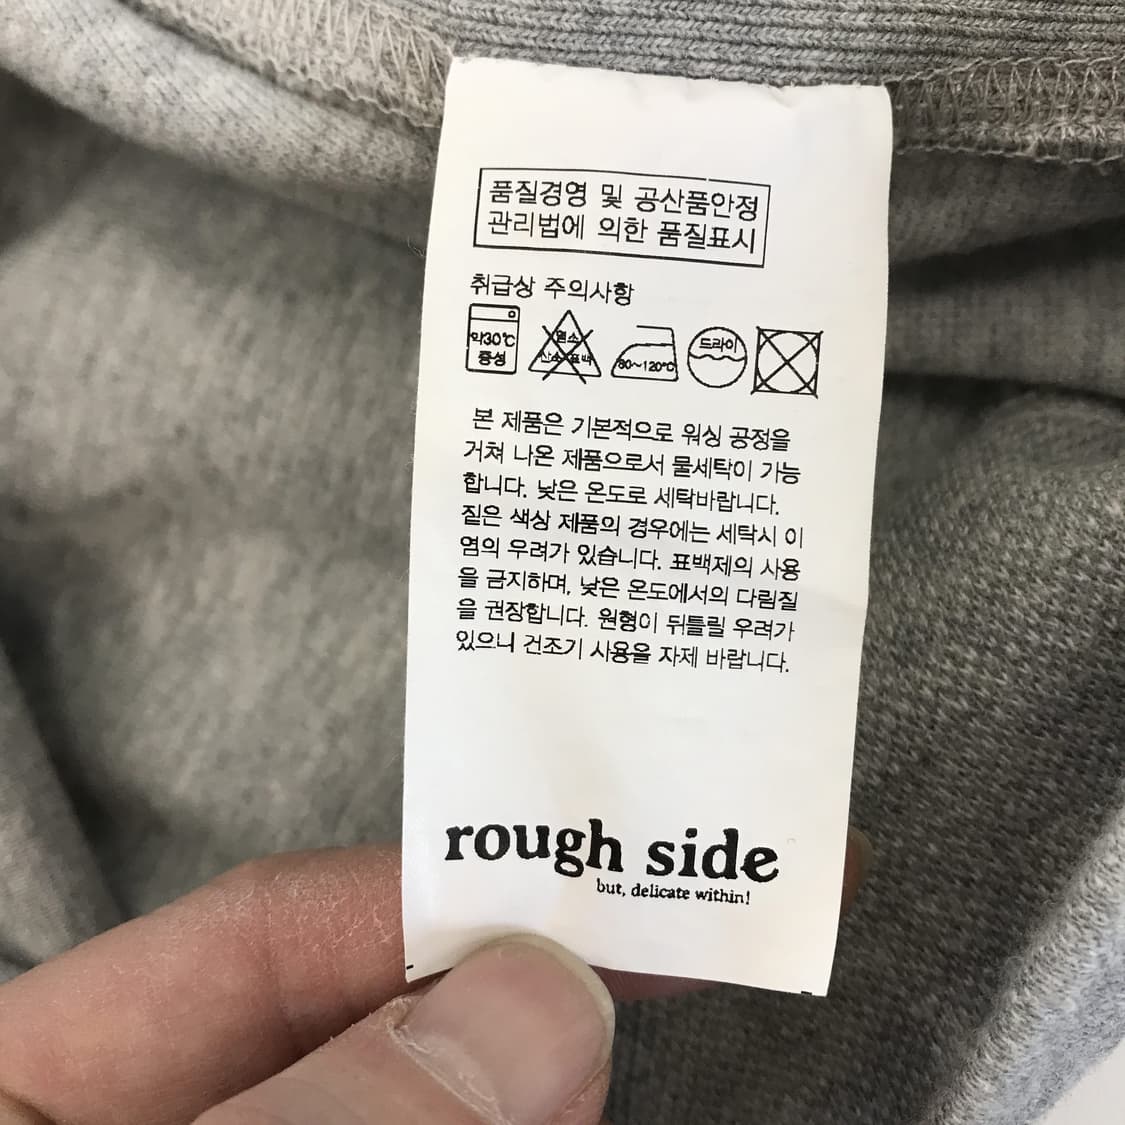 품질경영 및 공산품안정
관리법에 의한 품질표시
취급상 주의사항
약30℃
중성
염소
산소 표백
80~120℃
드라이
본 제품은 기본적으로 워싱 공정을
거쳐 나온 제품으로서 물세탁이 가능
합니다. 낮은 온도로 세탁바랍니다.
짙은 색상 제품의 경우에는 세탁시 이
염의 우려가 있습니다. 표백제의 사용
을 금지하며, 낮은 온도에서의 다림질
을 권장합니다. 원형이 뒤틀릴 우려가
있으니 건조기 사용을 자제 바랍니다.
rough side
but, delicate within!